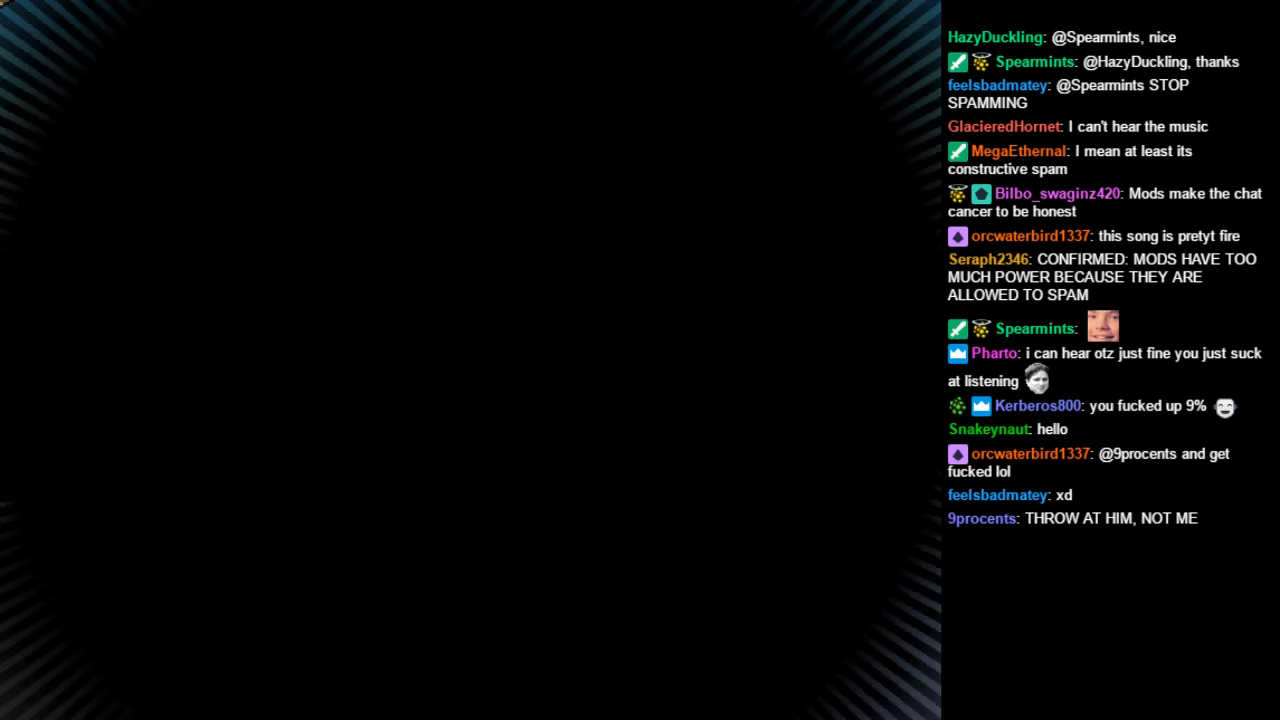 HazyDuckling: @Spearmints, nice
Spearmints: @HazyDuckling, thanks
feelsbadmatey: @Spearmints STOP
SPAMMING
GlacieredHornet: I can't hear the music
MegaEthernal: I mean at least its
constructive spam
Bilbo_swaginz420: Mods make the chat
cancer to be honest
orcwaterbird1337: this song is pretyt fire
Seraph2346: CONFIRMED: MODS HAVE TOO
MUCH POWER BECAUSE THEY ARE
ALLOWED TO SPAM
Spearmints:
Pharto: i can hear otz just fine you just suck
at listening
Kerberos800: you fucked up 9%
Snakeynaut: hello
orcwaterbird1337: @9procents and get
fucked lol
feelsbadmatey: xd
9procents: THROW AT HIM, NOT ME